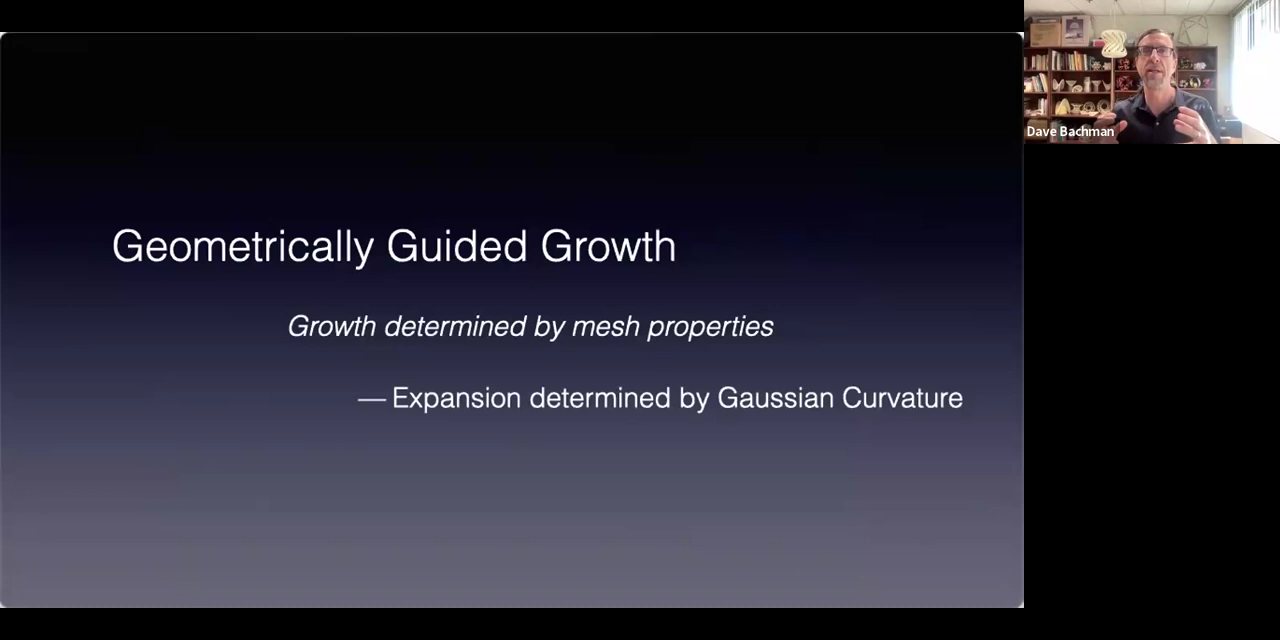 Geometrically Guided Growth
Growth determined by mesh properties
— Expansion determined by Gaussian Curvature
Dave Bachman